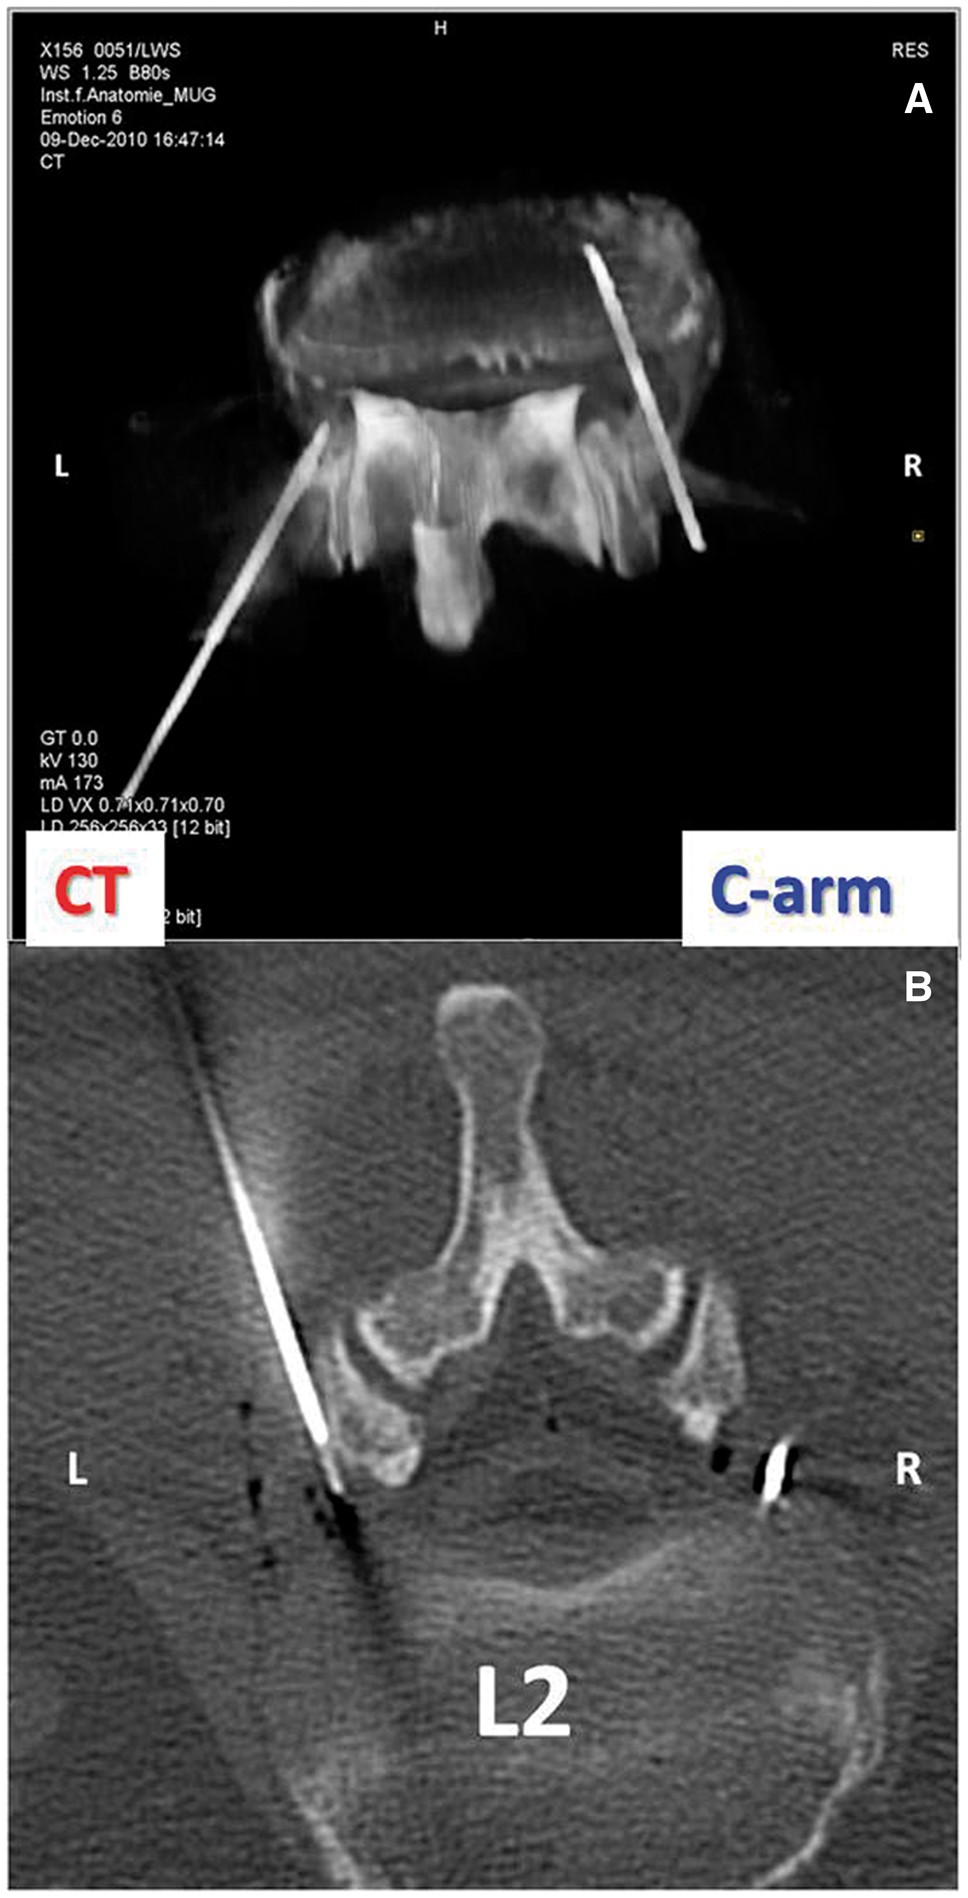 H
X156 0051/LWS
WS 1.25 B80s
Inst.f.Anatomie_MUG
Emotion 6
09-Dec-2010 16:47:14
CT
RES
A
L
R
GT 0.0
kV 130
mA 173
LD VX 0.71x0.71x0.70
LD 256x256x33 [12 bit]
2 bit]
CT
C-arm
B
L
R
L2